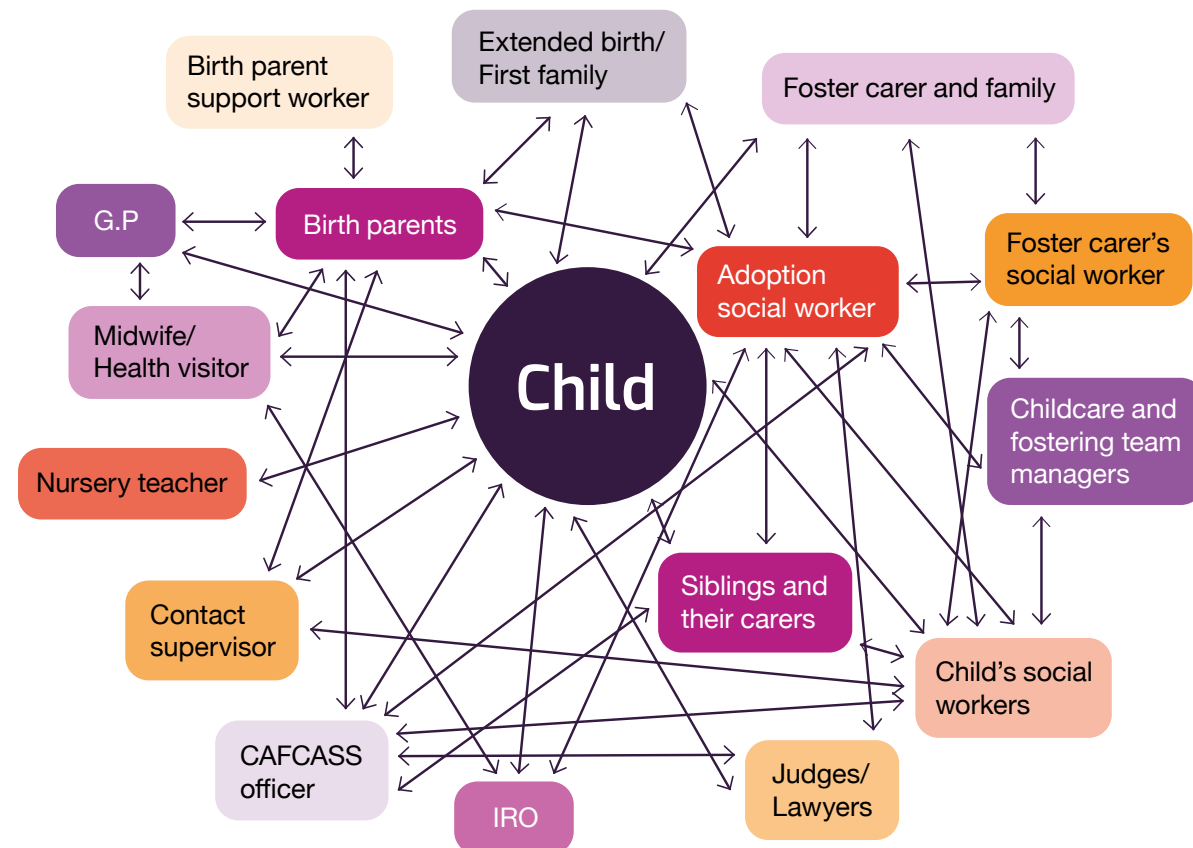 Birth parent
support worker
Extended birth/
First family
Foster carer and family
G.P
Birth parents
Foster carer's
social worker
Adoption
social worker
Midwife/
Health visitor
Child
Childcare and
fostering team
managers
Nursery teacher
Siblings and
their carers
Contact
supervisor
Child's social
workers
CAFCASS
officer
IRO
Judges/
Lawyers